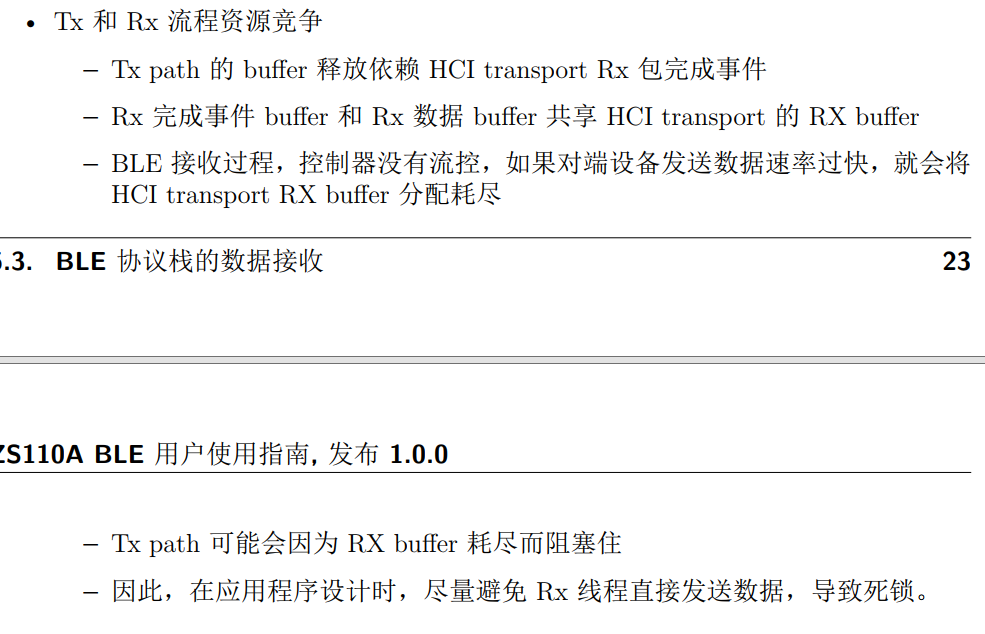 • Tx 和 Rx 流程资源竞争
– Tx path 的 buffer 释放依赖 HCI transport Rx 包完成事件
– Rx 完成事件 buffer 和 Rx 数据 buffer 共享 HCI transport 的 RX buffer
– BLE 接收过程，控制器没有流控，如果对端设备发送数据速率过快，就会将
HCI transport RX buffer 分配耗尽
.3. BLE 协议栈的数据接收 23
ZS110A BLE 用户使用指南, 发布 1.0.0
– Tx path 可能会因为 RX buffer 耗尽而阻塞住
– 因此，在应用程序设计时，尽量避免 Rx 线程直接发送数据，导致死锁。